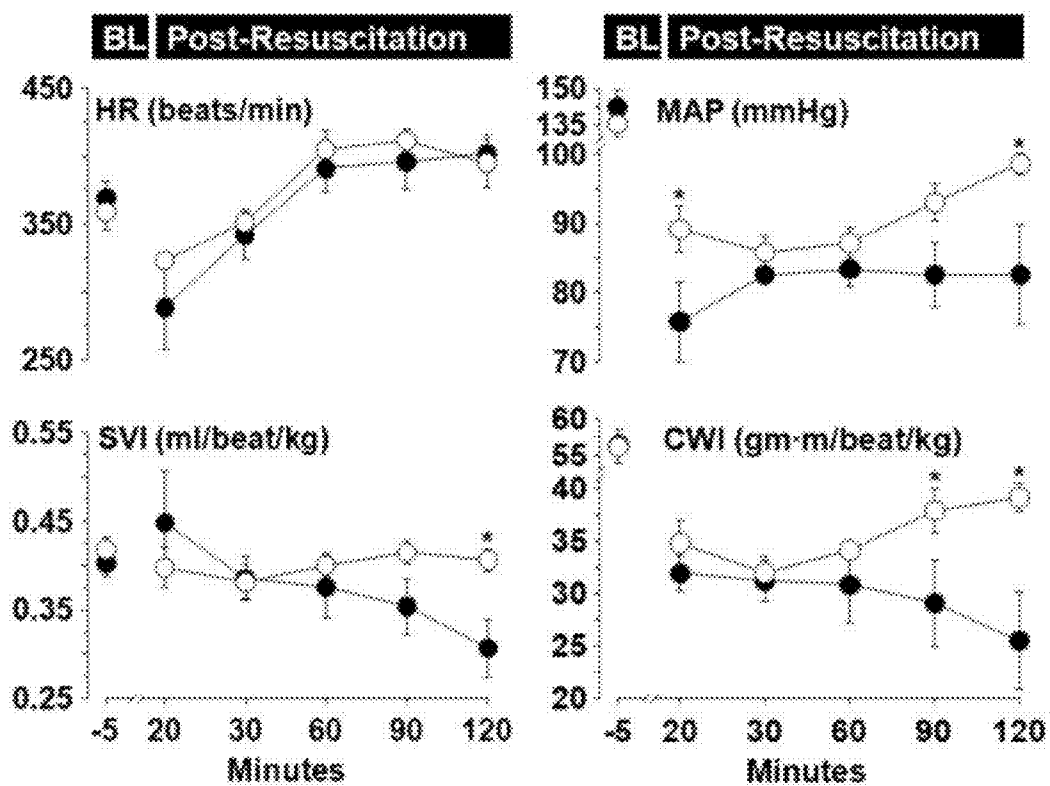 BL Post-Resuscitation
BL Post-Resuscitation
450
350
250
HR (beats/min)
150
135
100
90
80
70
MAP (mmHg)
*
*
0.55
0.45
0.35
0.25
SVI (ml/beat/kg)
*
60
55
40
35
30
25
20
CWI (gm·m/beat/kg)
*
*
-5 20 30 60 90 120
Minutes
-5 20 30 60 90 120
Minutes